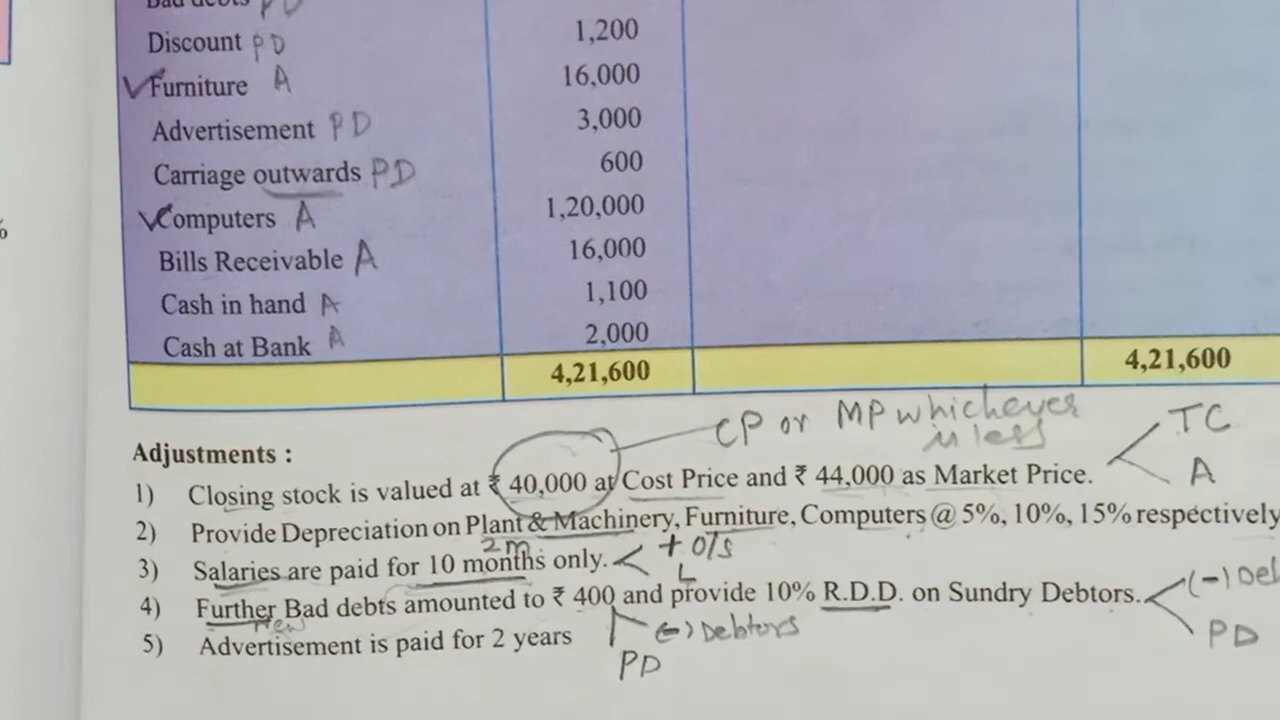 Bad debts PD
Discount PD 1,200
✓Furniture A 16,000
Advertisement PD 3,000
Carriage outwards PD 600
✓Computers A 1,20,000
Bills Receivable A 16,000
Cash in hand A 1,100
Cash at Bank A 2,000
4,21,600 4,21,600
CP or MP whichever is less
TC
A
Adjustments :
1) Closing stock is valued at ₹ 40,000 at Cost Price and ₹ 44,000 as Market Price.
2) Provide Depreciation on Plant & Machinery, Furniture, Computers @ 5%, 10%, 15% respectively
2m + o/s
3) Salaries are paid for 10 months only. < L
4) Further Bad debts amounted to ₹ 400 and provide 10% R.D.D. on Sundry Debtors. (-) Del
New (-) Debtors PD
5) Advertisement is paid for 2 years
PD
%